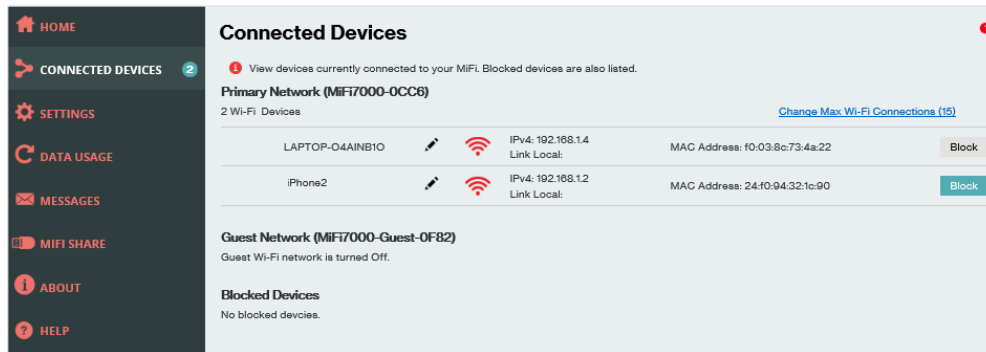 HOME
CONNECTED DEVICES 2
SETTINGS
DATA USAGE
MESSAGES
MIFI SHARE
ABOUT
HELP
Connected Devices
View devices currently connected to your MiFi. Blocked devices are also listed.
Primary Network (MiFi7000-0CC6)
2 Wi-Fi Devices
Change Max Wi-Fi Connections (15)
LAPTOP-O4AINB1O IPv4: 192.168.1.4 MAC Address: f0:03:8c:73:4a:22 Block
Link Local:
iPhone2 IPv4: 192.168.1.2 MAC Address: 24:f0:94:32:1c:90 Block
Link Local:
Guest Network (MiFi7000-Guest-0F82)
Guest Wi-Fi network is turned Off.
Blocked Devices
No blocked devcies.